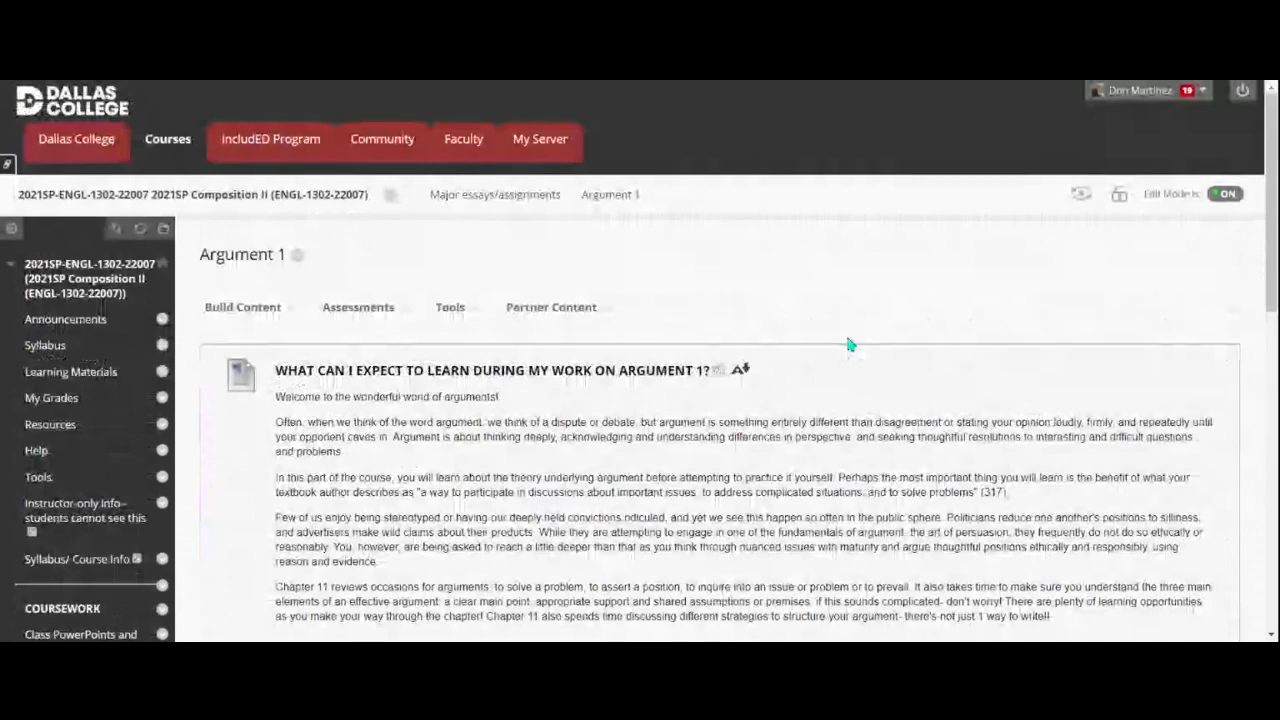 DALLAS
COLLEGE
Don Martinez 19
Dallas College Courses includED Program Community Faculty My Server
2021SP-ENGL-1302-22007 2021SP Composition II (ENGL-1302-22007) Major essays/assignments Argument 1 Edit Mode is: ON
Argument 1
2021SP-ENGL-1302-22007
(2021SP Composition II
(ENGL-1302-22007))
Announcements
Syllabus
Learning Materials
My Grades
Resources
Help
Tools
Instructor-only info--
students cannot see this
Syllabus/ Course Info
COURSEWORK
Class PowerPoints and
Build Content Assessments Tools Partner Content
WHAT CAN I EXPECT TO LEARN DURING MY WORK ON ARGUMENT 1?
Welcome to the wonderful world of arguments!
Often, when we think of the word argument, we think of a dispute or debate, but argument is something entirely different than disagreement or stating your opinion loudly, firmly, and repeatedly until
your opponent caves in. Argument is about thinking deeply, acknowledging and understanding differences in perspective, and seeking thoughtful resolutions to interesting and difficult questions
and problems.
In this part of the course, you will learn about the theory underlying argument before attempting to practice it yourself. Perhaps the most important thing you will learn is the benefit of what your
textbook author describes as "a way to participate in discussions about important issues, to address complicated situations, and to solve problems" (317).
Few of us enjoy being stereotyped or having our deeply held convictions ridiculed, and yet we see this happen so often in the public sphere. Politicians reduce one another's positions to silliness,
and advertisers make wild claims about their products. While they are attempting to engage in one of the fundamentals of argument, the art of persuasion, they frequently do not do so ethically or
reasonably. You, however, are being asked to reach a little deeper than that as you think through nuanced issues with maturity and argue thoughtful positions ethically and responsibly, using
reason and evidence.
Chapter 11 reviews occasions for arguments: to solve a problem, to assert a position, to inquire into an issue or problem or to prevail. It also takes time to make sure you understand the three main
elements of an effective argument: a clear main point, appropriate support and shared assumptions or premises. if this sounds complicated- don't worry! There are plenty of learning opportunities
as you make your way through the chapter! Chapter 11 also spends time discussing different strategies to structure your argument- there's not just 1 way to write!!